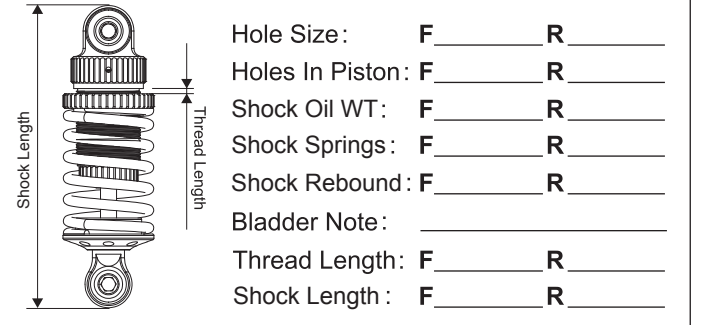 Shock Length
Thread Length
Hole Size: F R
Holes In Piston: F R
Shock Oil WT: F R
Shock Springs: F R
Shock Rebound: F R
Bladder Note:
Thread Length: F R
Shock Length : F R